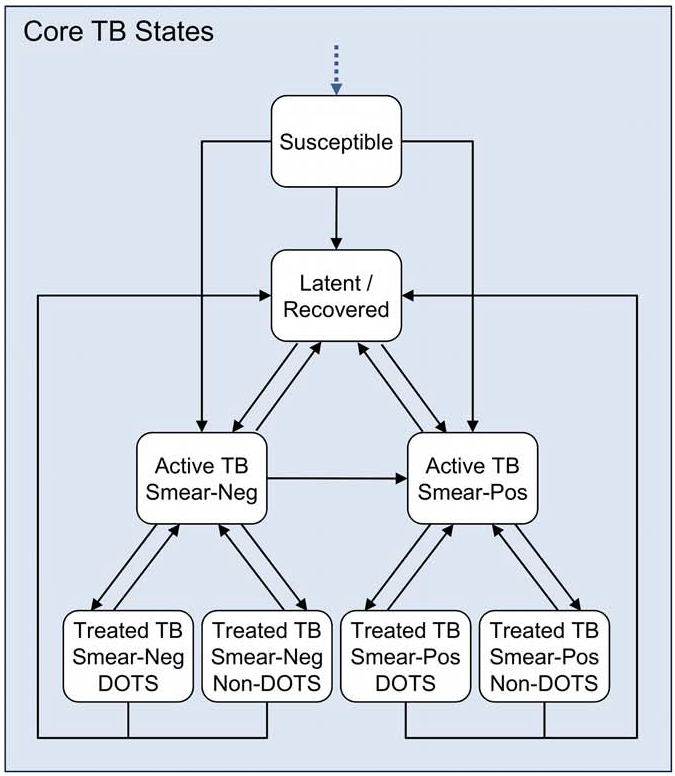 Core TB States
Susceptible
Latent /
Recovered
Active TB
Smear-Neg
Active TB
Smear-Pos
Treated TB
Smear-Neg
DOTS
Treated TB
Smear-Neg
Non-DOTS
Treated TB
Smear-Pos
DOTS
Treated TB
Smear-Pos
Non-DOTS